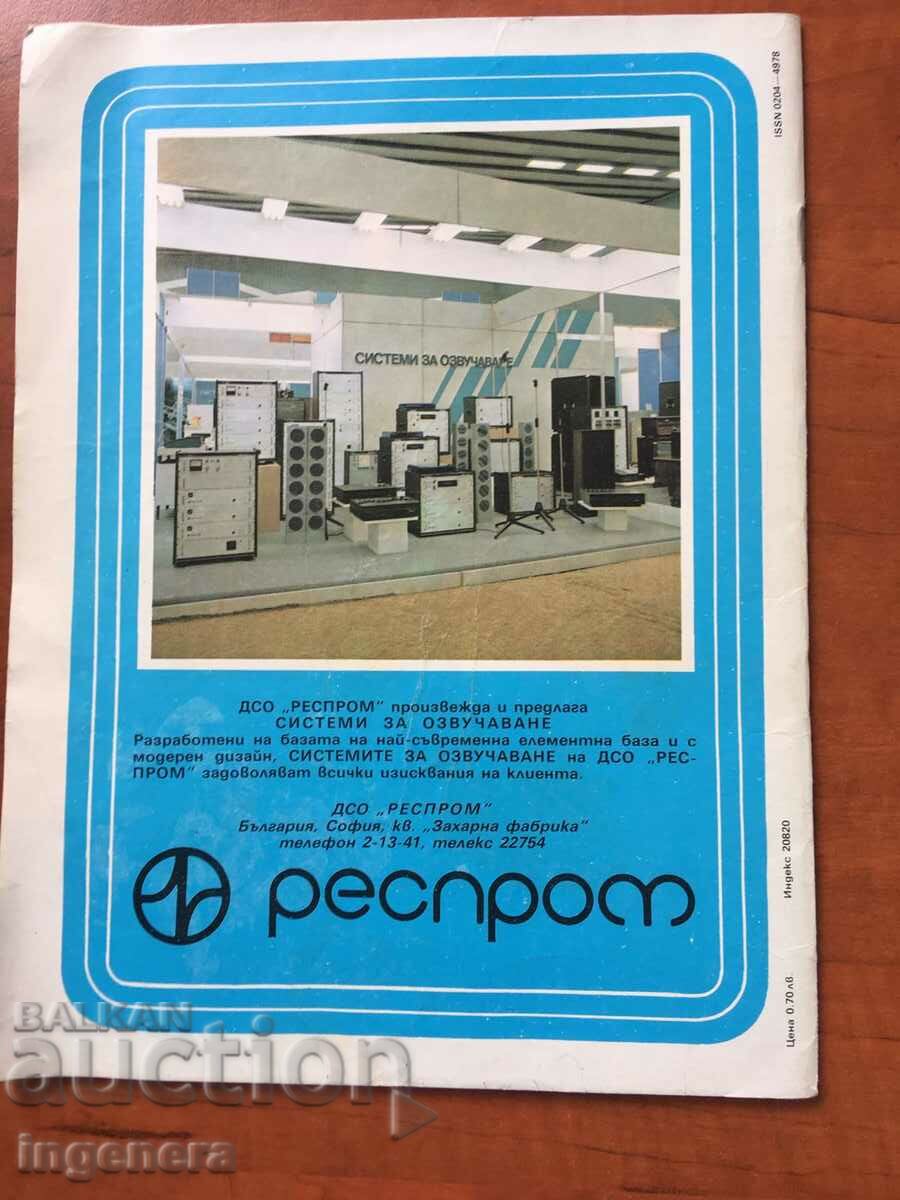 ISSN 0204—4978
СИСТЕМИ ЗА ОЗВУЧАВАНЕ
ДСО „РЕСПРОМ" произвежда и предлага
СИСТЕМИ ЗА ОЗВУЧАВАНЕ
Разработени на базата на най-съвременна елементна база и с
модерен дизайн, СИСТЕМИТЕ ЗА ОЗВУЧАВАНЕ на ДСО „РЕС-
ПРОМ" задоволяват всички изисквания на клиента.
ДСО „РЕСПРОМ"
България, София, кв. „Захарна фабрика"
телефон 2-13-41, телекс 22754
респром
Индекс 20820
Цена 0.70 лв.
BALKAN
auction
ingenera